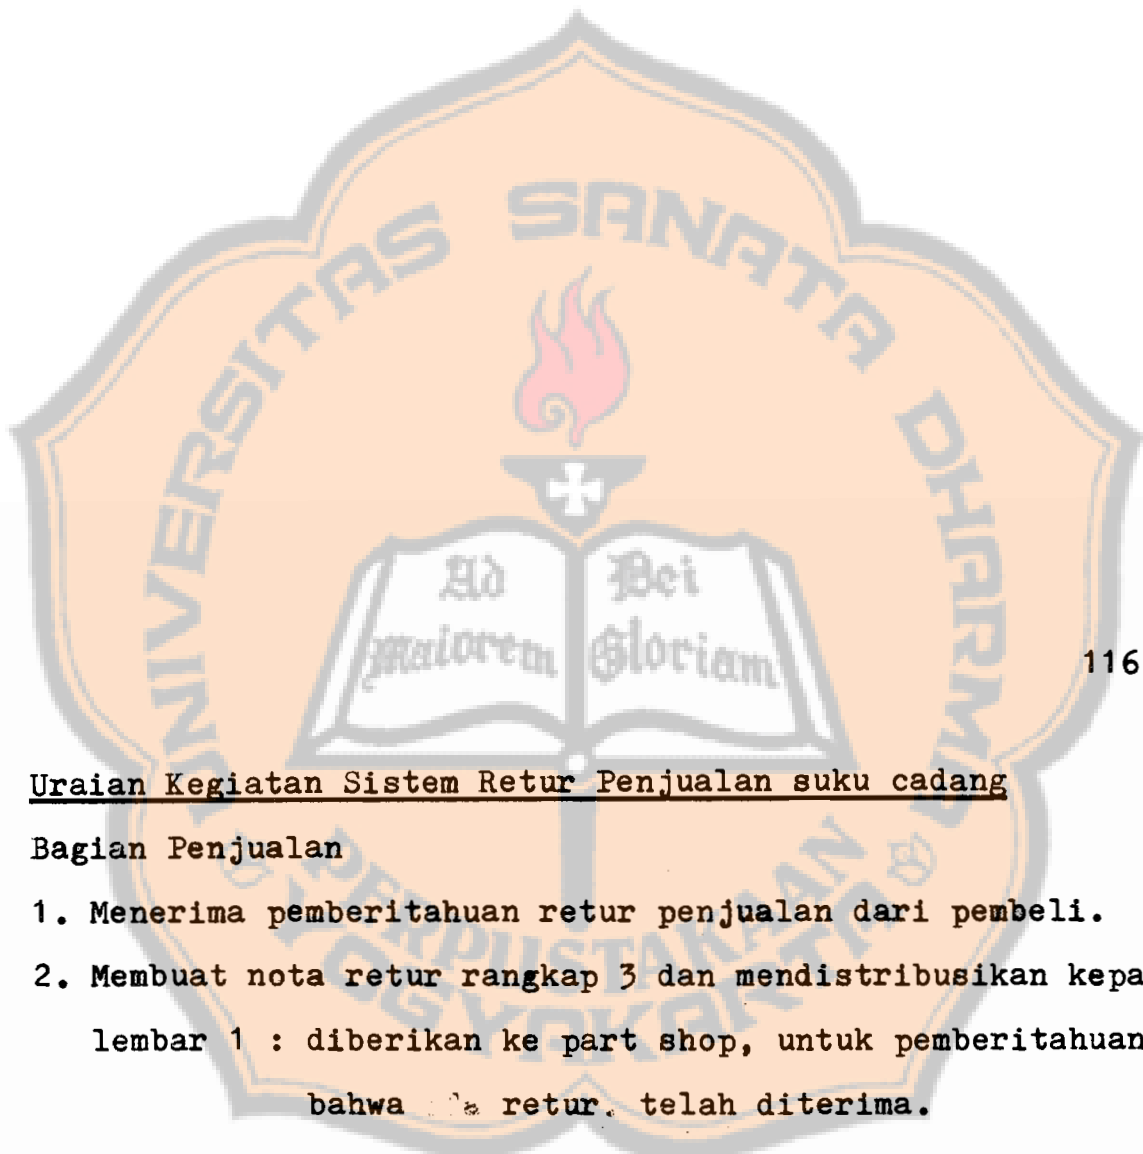 UNIVERSITAS SANATA DHARMA
Ad Dei
maiorem Gloriam
116
Uraian Kegiatan Sistem Retur Penjualan suku cadang
Bagian Penjualan
1. Menerima pemberitahuan retur penjualan dari pembeli.
2. Membuat nota retur rangkap 3 dan mendistribusikan kepa
lembar 1 : diberikan ke part shop, untuk pemberitahuan
bahwa retur. telah diterima.
PERPUSTAKAAN
YOGYAKARTA